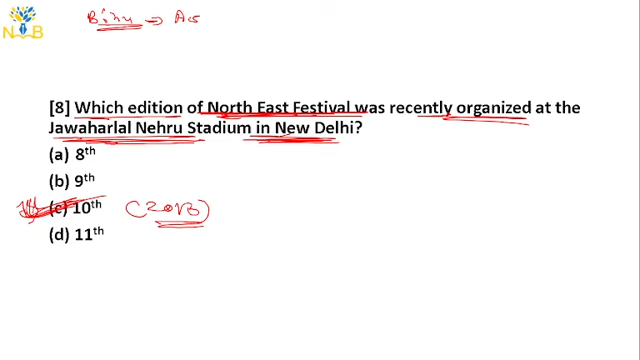 Bihu → As
N B
[8] Which edition of North East Festival was recently organized at the
Jawaharlal Nehru Stadium in New Delhi?
(a) 8th
(b) 9th
(c) 10th (2013)
(d) 11th